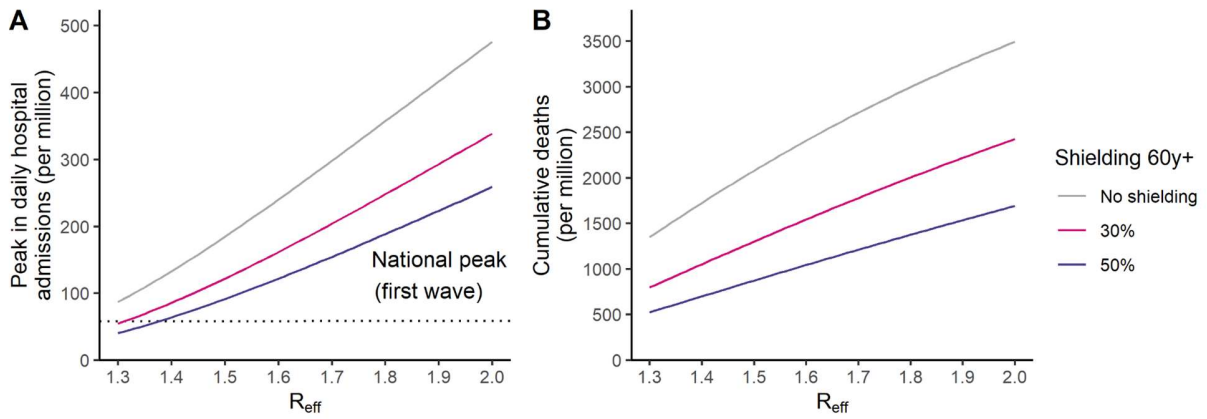 A
Peak in daily hospital
admissions (per million)
500
400
300
200
100
0
National peak
(first wave)
1.3 1.4 1.5 1.6 1.7 1.8 1.9 2.0
Reff
B
Cumulative deaths
(per million)
3500
3000
2500
2000
1500
1000
500
0
1.3 1.4 1.5 1.6 1.7 1.8 1.9 2.0
Reff
Shielding 60y+
No shielding
30%
50%